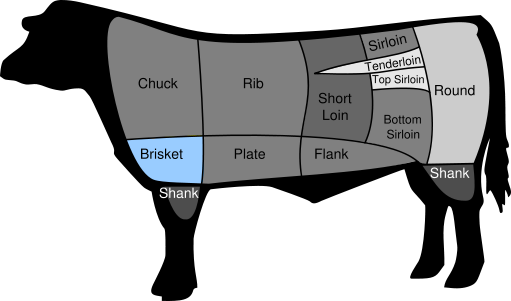 Sirloin
Tenderloin
Top Sirloin
Chuck
Rib
Round
Short
Loin
Bottom
Sirloin
Brisket
Plate
Flank
Shank
Shank